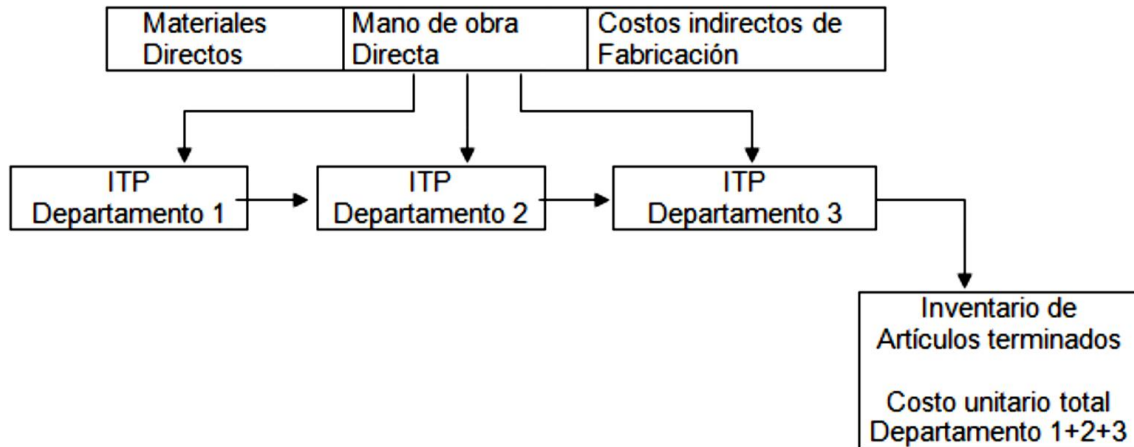 Materiales
Directos
Mano de obra
Directa
Costos indirectos de
Fabricación
ITP
Departamento 1
ITP
Departamento 2
ITP
Departamento 3
Inventario de
Artículos terminados
Costo unitario total
Departamento 1+2+3